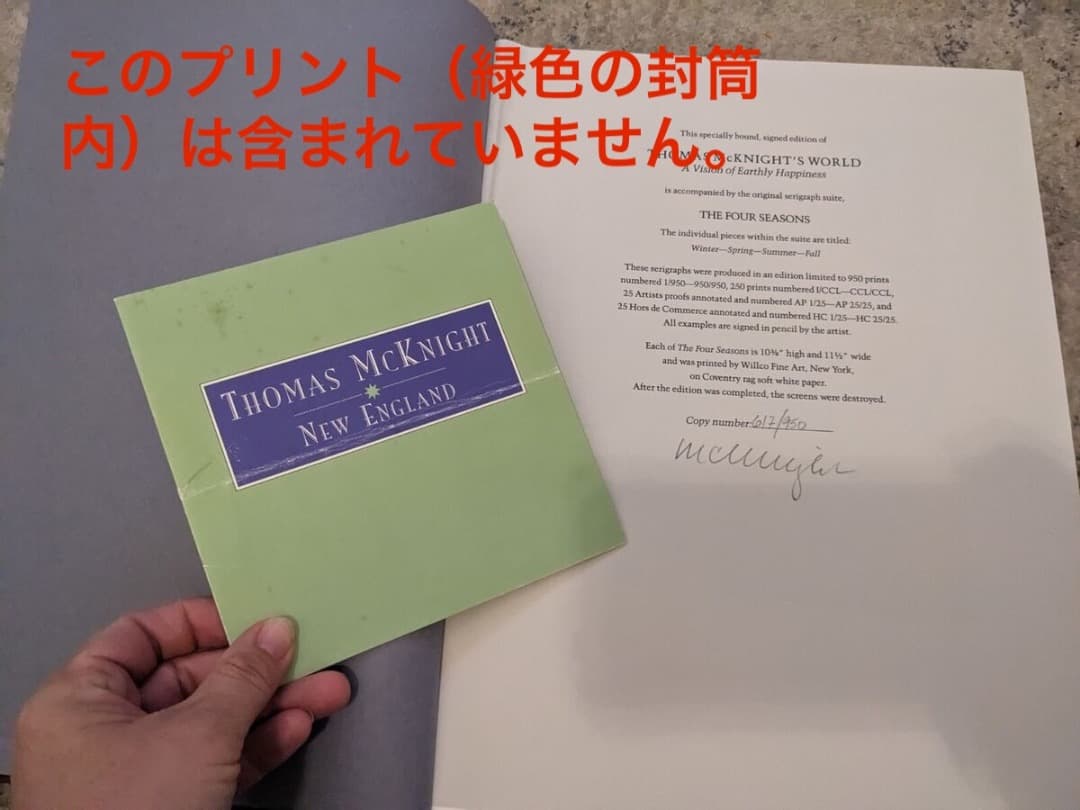 このプリント（緑色の封筒
内）は含まれていません。
This specially bound, signed edition of
THOMAS McKNIGHT'S WORLD
A Vision of Earthly Happiness
is accompanied by the original serigraph suite,
THE FOUR SEASONS
The individual pieces within the suite are titled:
Winter—Spring—Summer—Fall
These serigraphs were produced in an edition limited to 950 prints
numbered 1/950—950/950, 250 prints numbered I/CCL—CCL/CCL,
25 Artists proofs annotated and numbered AP 1/25—AP 25/25, and
25 Hors de Commerce annotated and numbered HC 1/25—HC 25/25.
All examples are signed in pencil by the artist.
Each of The Four Seasons is 10⅜" high and 11½" wide
and was printed by Willco Fine Art, New York,
on Coventry rag soft white paper.
After the edition was completed, the screens were destroyed.
Copy number: 617/950
McKnight
THOMAS MCKNIGHT
NEW ENGLAND